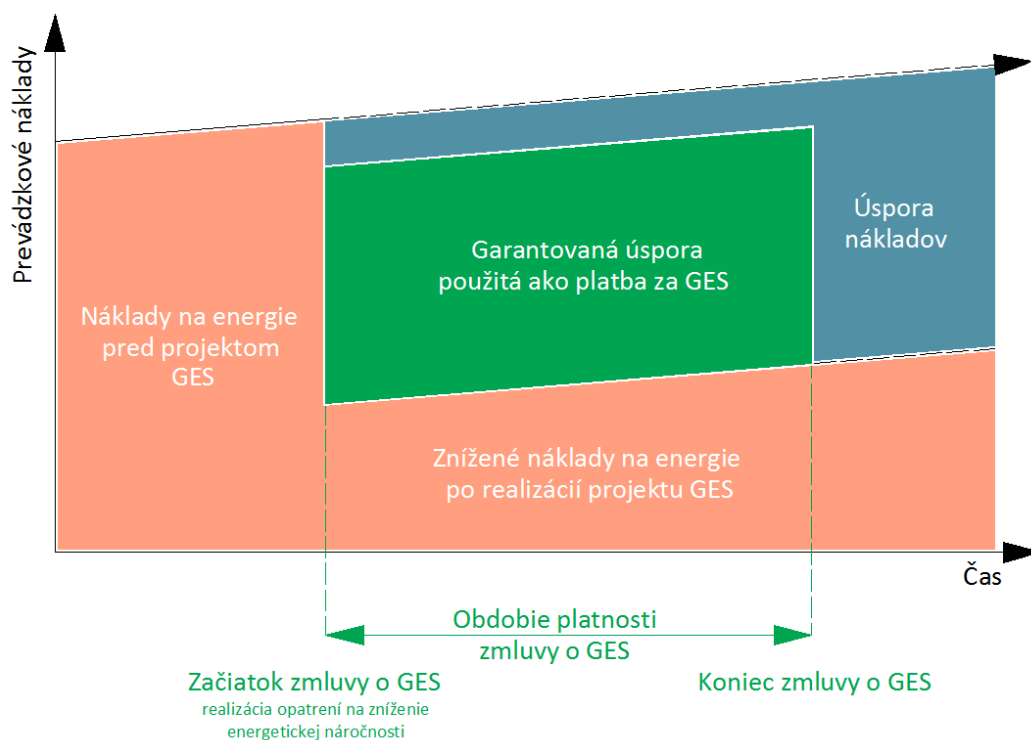 Prevádzkové náklady
Náklady na energie
pred projektom
GES
Garantovaná úspora
použitá ako platba za GES
Úspora
nákladov
Znížené náklady na energie
po realizácií projektu GES
Čas
Obdobie platnosti
zmluvy o GES
Začiatok zmluvy o GES
realizácia opatrení na zníženie
energetickej náročnosti
Koniec zmluvy o GES